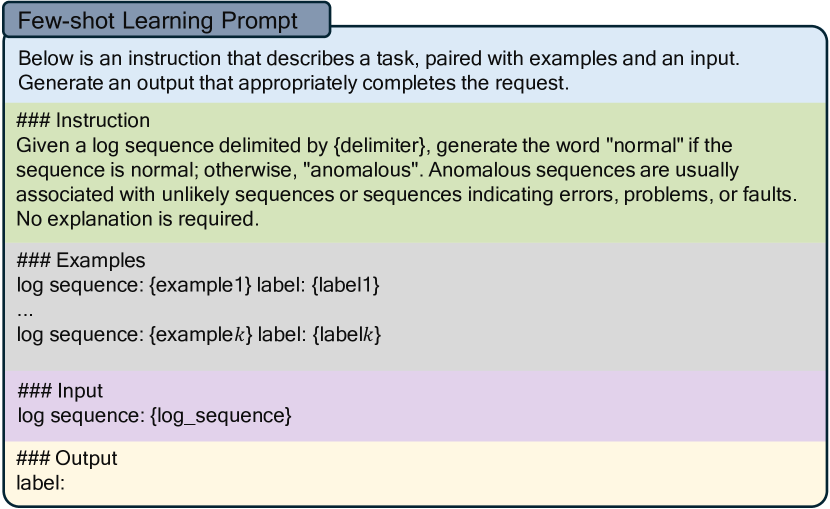 Few-shot Learning Prompt
Below is an instruction that describes a task, paired with examples and an input.
Generate an output that appropriately completes the request.
### Instruction
Given a log sequence delimited by {delimiter}, generate the word "normal" if the
sequence is normal; otherwise, "anomalous". Anomalous sequences are usually
associated with unlikely sequences or sequences indicating errors, problems, or faults.
No explanation is required.
### Examples
log sequence: {example1} label: {label1}
...
log sequence: {examplek} label: {labelk}
### Input
log sequence: {log_sequence}
### Output
label: